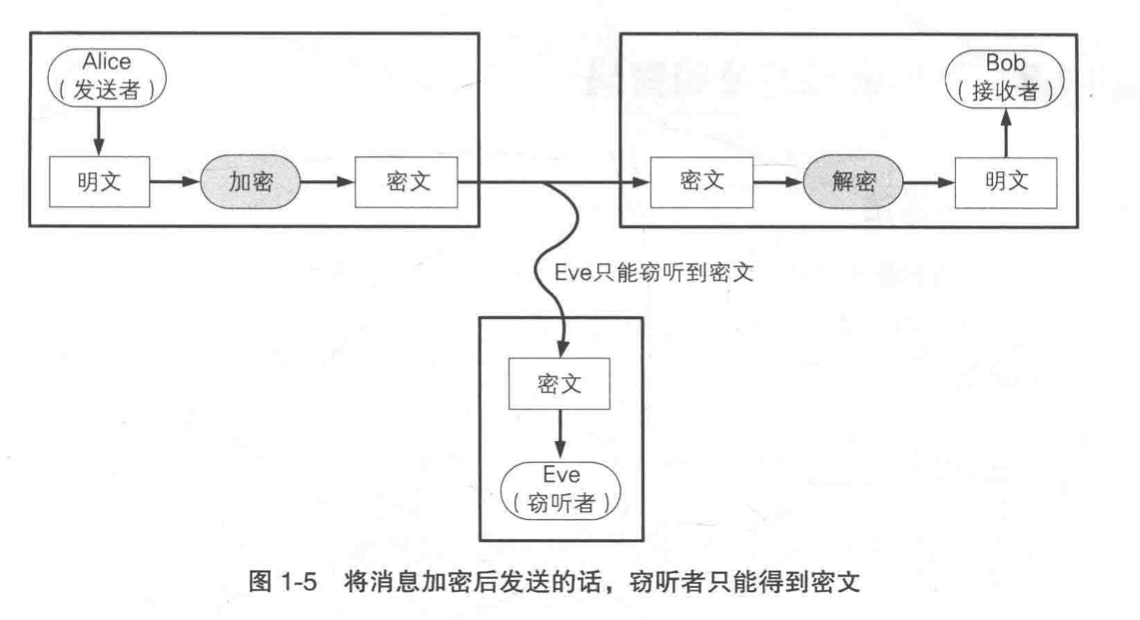 Alice
（发送者）
明文
加密
密文
密文
解密
明文
Bob
（接收者）
Eve只能窃听到密文
密文
Eve
（窃听者）
图 1-5 将消息加密后发送的话，窃听者只能得到密文